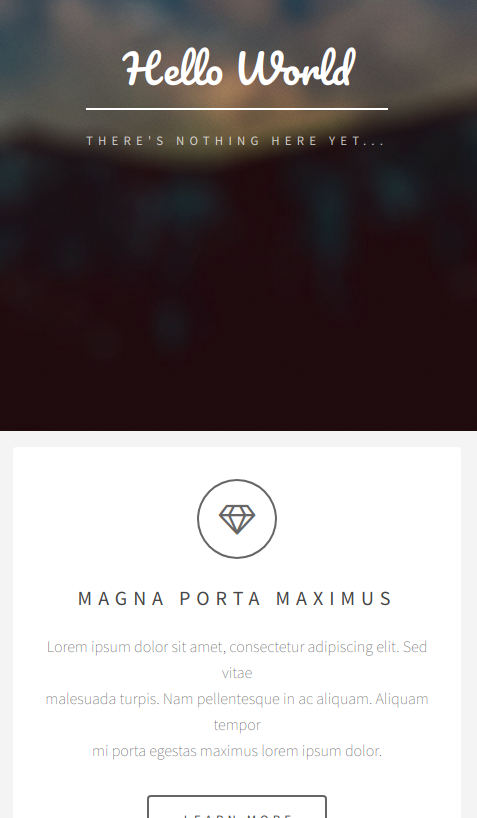 Hello World
THERE'S NOTHING HERE YET...
MAGNA PORTA MAXIMUS
Lorem ipsum dolor sit amet, consectetur adipiscing elit. Sed
vitae
malesuada turpis. Nam pellentesque in ac aliquam. Aliquam
tempor
mi porta egestas maximus lorem ipsum dolor.
LEARN MORE